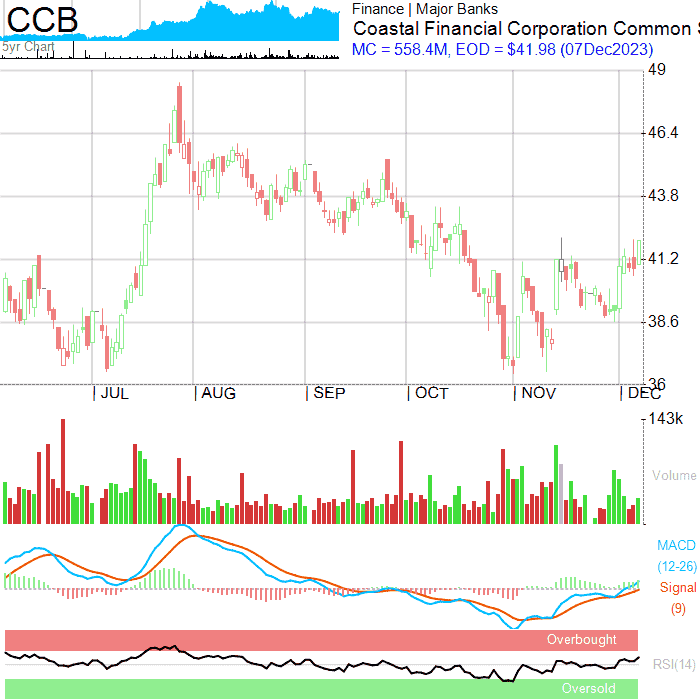 CCB
5yr Chart
Finance | Major Banks
Coastal Financial Corporation Common S
MC = 558.4M, EOD = $41.98 (07Dec2023)
49
46.4
43.8
41.2
38.6
36
JUL AUG SEP OCT NOV DEC
143k
Volume
MACD
(12-26)
Signal
(9)
Overbought
RSI(14)
Oversold